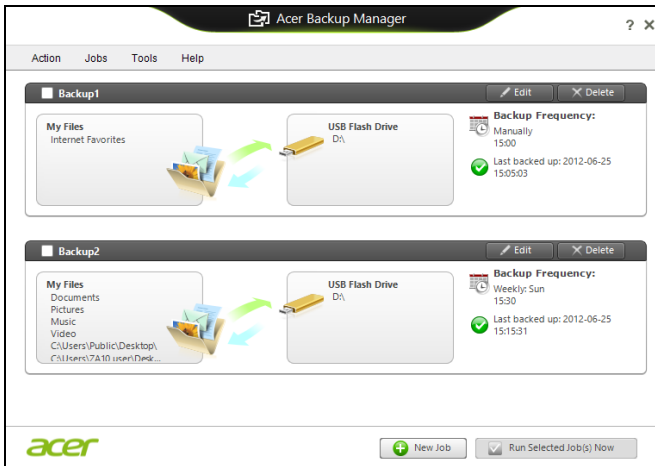 Acer Backup Manager
? X
Action Jobs Tools Help
Backup1
Edit
Delete
My Files
Internet Favorites
USB Flash Drive
D:\
Backup Frequency:
Manually
15:00
Last backed up: 2012-06-25
15:05:03
Backup2
Edit
Delete
My Files
Documents
Pictures
Music
Video
C:\Users\Public\Desktop\
C:\Users\ZA10 user\Desk...
USB Flash Drive
D:\
Backup Frequency:
Weekly: Sun
15:30
Last backed up: 2012-06-25
15:15:31
acer
New Job
Run Selected Job(s) Now